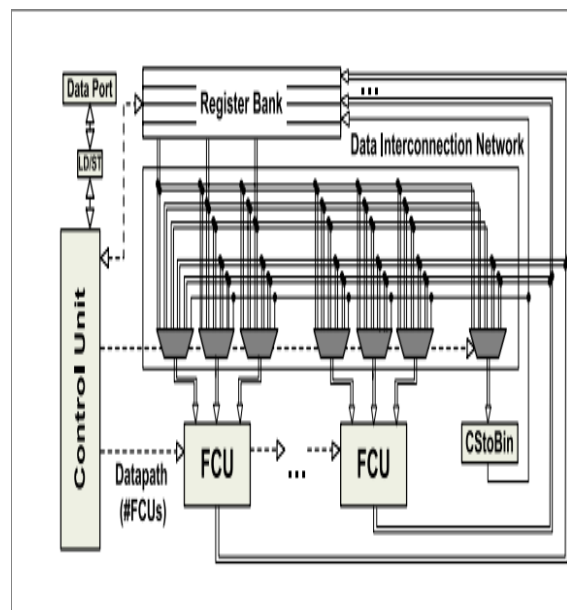 Data Port
Register Bank
...
LD/ST
Data Interconnection Network
Control Unit
FCU
...
FCU
CStoBin
Datapath
(#FCUs)